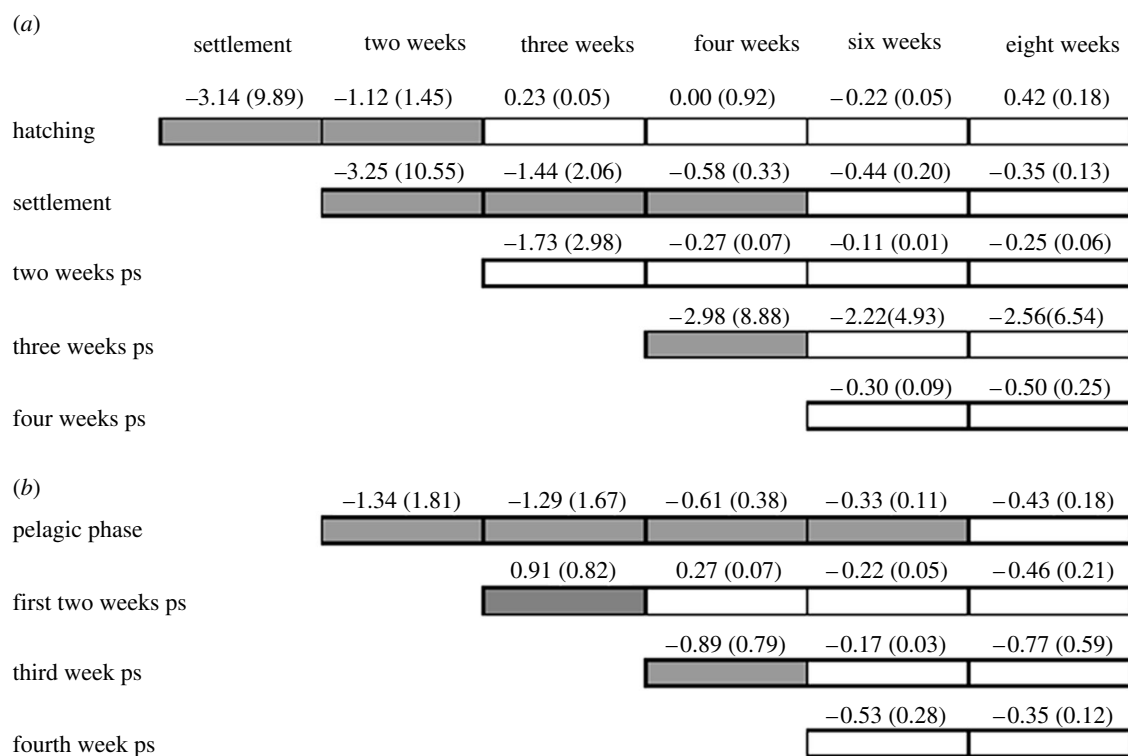 (a)
settlement two weeks three weeks four weeks six weeks eight weeks
–3.14 (9.89) –1.12 (1.45) 0.23 (0.05) 0.00 (0.92) –0.22 (0.05) 0.42 (0.18)
hatching
–3.25 (10.55) –1.44 (2.06) –0.58 (0.33) –0.44 (0.20) –0.35 (0.13)
settlement
–1.73 (2.98) –0.27 (0.07) –0.11 (0.01) –0.25 (0.06)
two weeks ps
–2.98 (8.88) –2.22(4.93) –2.56(6.54)
three weeks ps
–0.30 (0.09) –0.50 (0.25)
four weeks ps
(b)
–1.34 (1.81) –1.29 (1.67) –0.61 (0.38) –0.33 (0.11) –0.43 (0.18)
pelagic phase
0.91 (0.82) 0.27 (0.07) –0.22 (0.05) –0.46 (0.21)
first two weeks ps
–0.89 (0.79) –0.17 (0.03) –0.77 (0.59)
third week ps
–0.53 (0.28) –0.35 (0.12)
fourth week ps